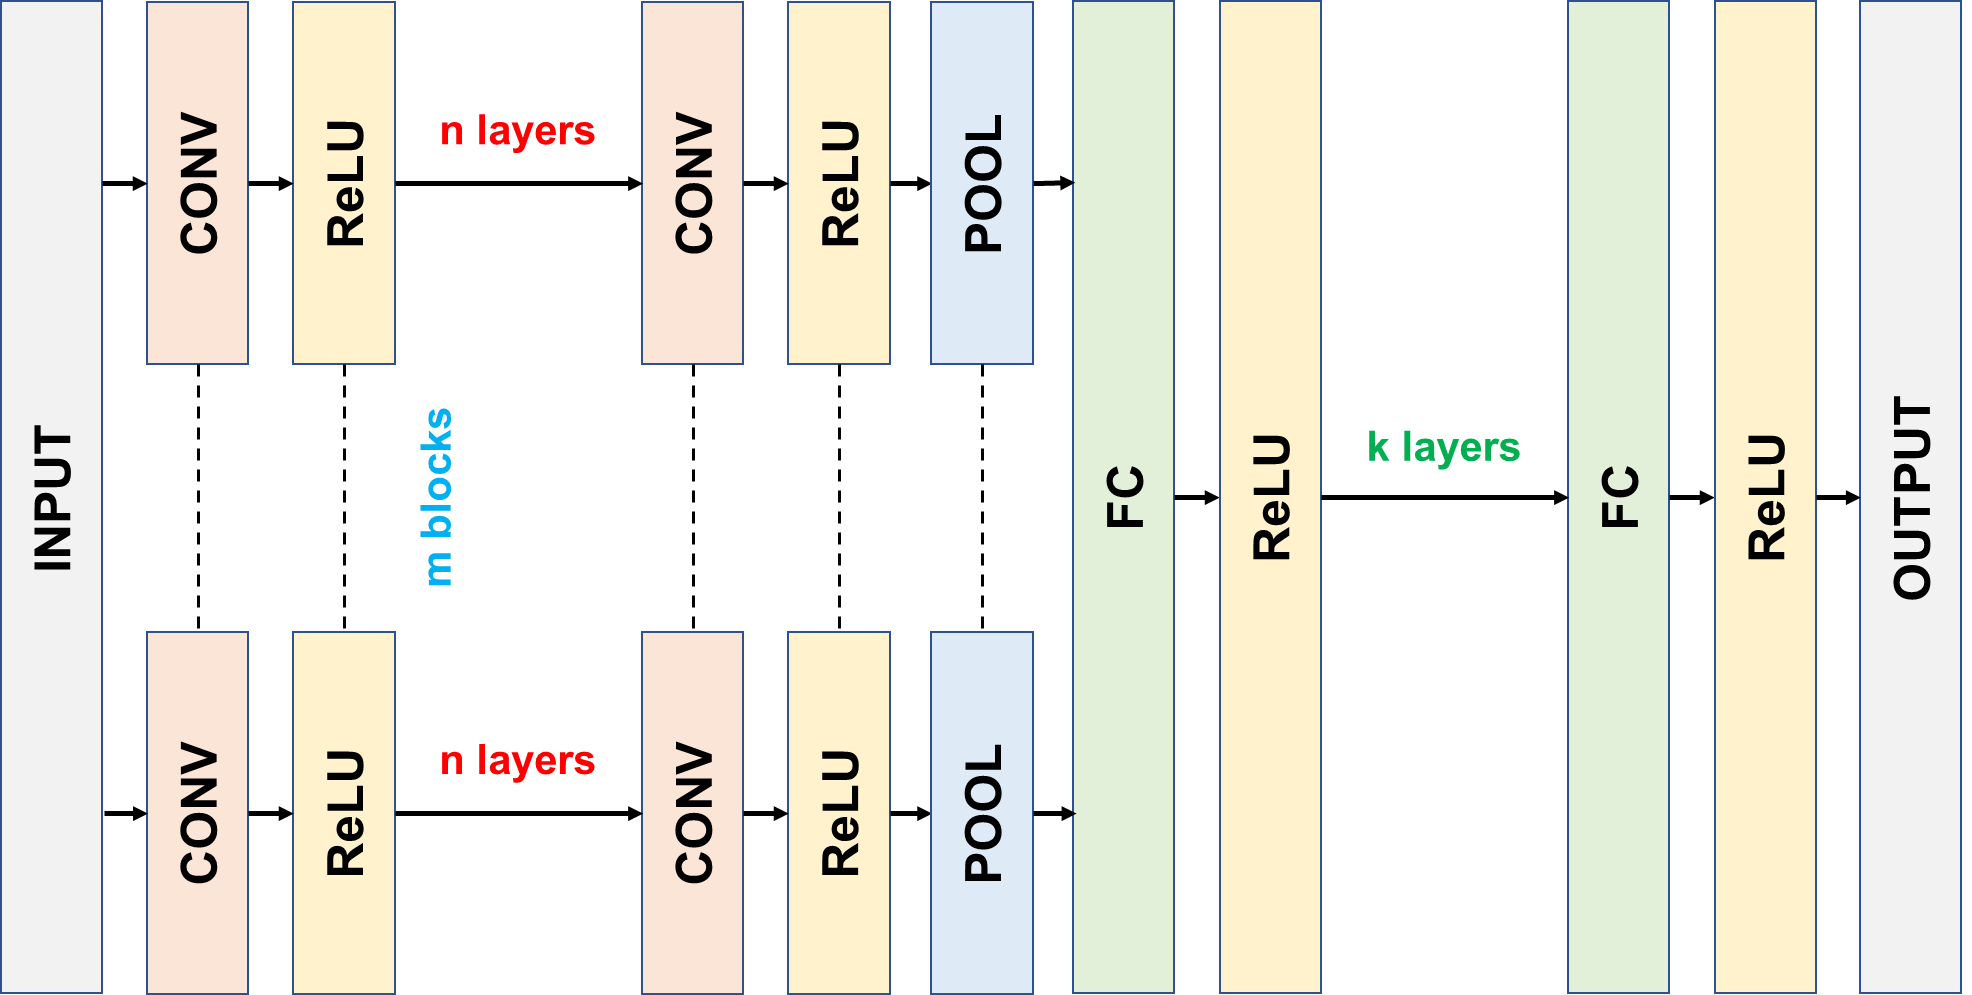 INPUT
CONV
ReLU
n layers
CONV
ReLU
POOL
m blocks
CONV
ReLU
n layers
CONV
ReLU
POOL
FC
ReLU
k layers
FC
ReLU
OUTPUT